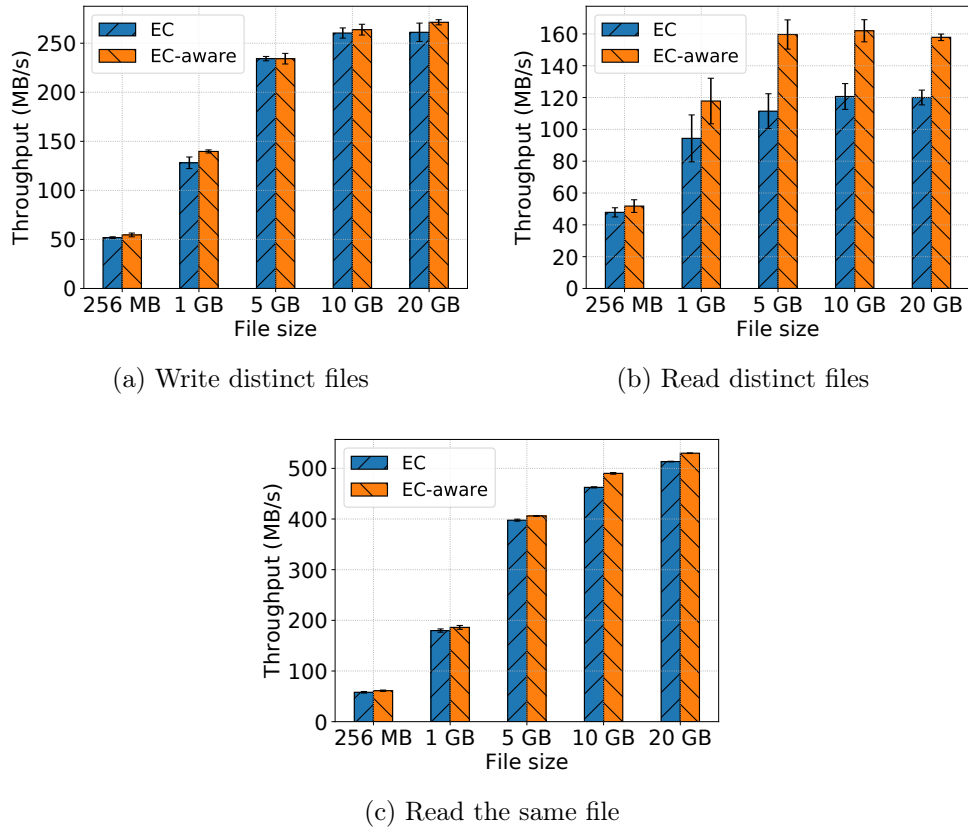 EC
EC-aware
Throughput (MB/s)
250
200
150
100
50
0
256 MB 1 GB 5 GB 10 GB 20 GB
File size
(a) Write distinct files
EC
EC-aware
Throughput (MB/s)
160
140
120
100
80
60
40
20
0
256 MB 1 GB 5 GB 10 GB 20 GB
File size
(b) Read distinct files
EC
EC-aware
Throughput (MB/s)
500
400
300
200
100
0
256 MB 1 GB 5 GB 10 GB 20 GB
File size
(c) Read the same file